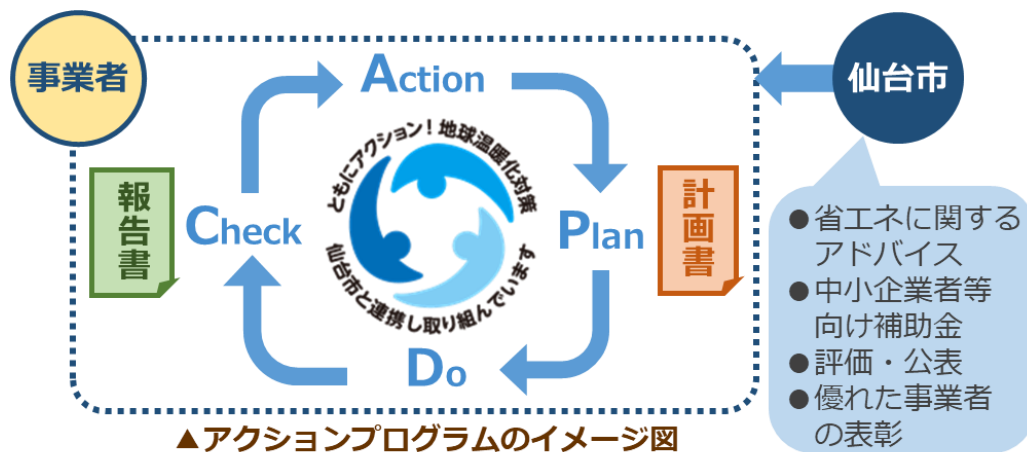 事業者
仙台市
Action
Plan
Do
Check
報告書
計画書
ともにアクション!地球温暖化対策
仙台市と連携し取り組んでいます
●省エネに関する
アドバイス
●中小企業者等
向け補助金
●評価・公表
●優れた事業者
の表彰
▲アクションプログラムのイメージ図